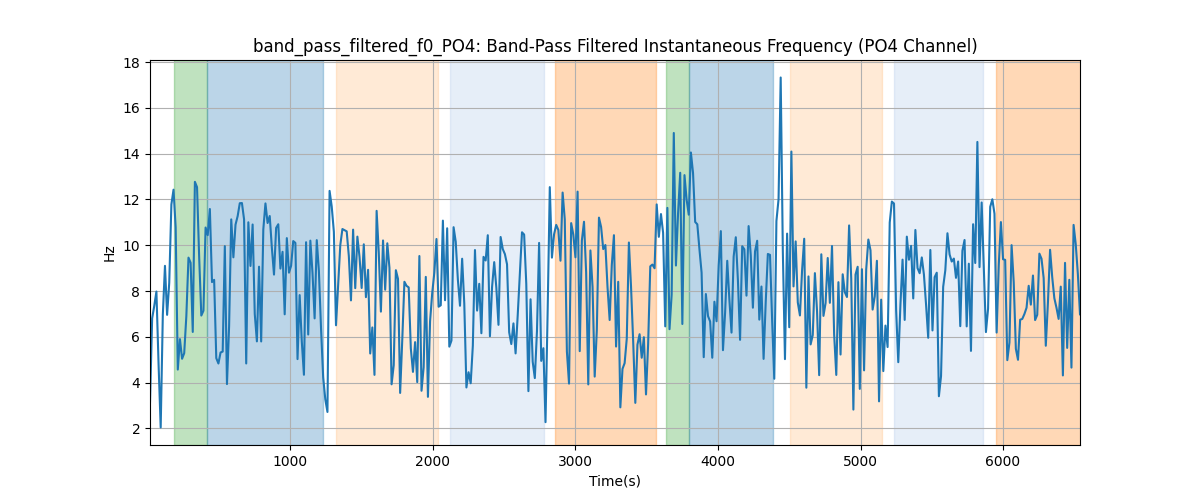 band_pass_filtered_f0_PO4: Band-Pass Filtered Instantaneous Frequency (PO4 Channel)
18
16
14
12
10
8
6
4
2
Hz
1000 2000 3000 4000 5000 6000
Time(s)